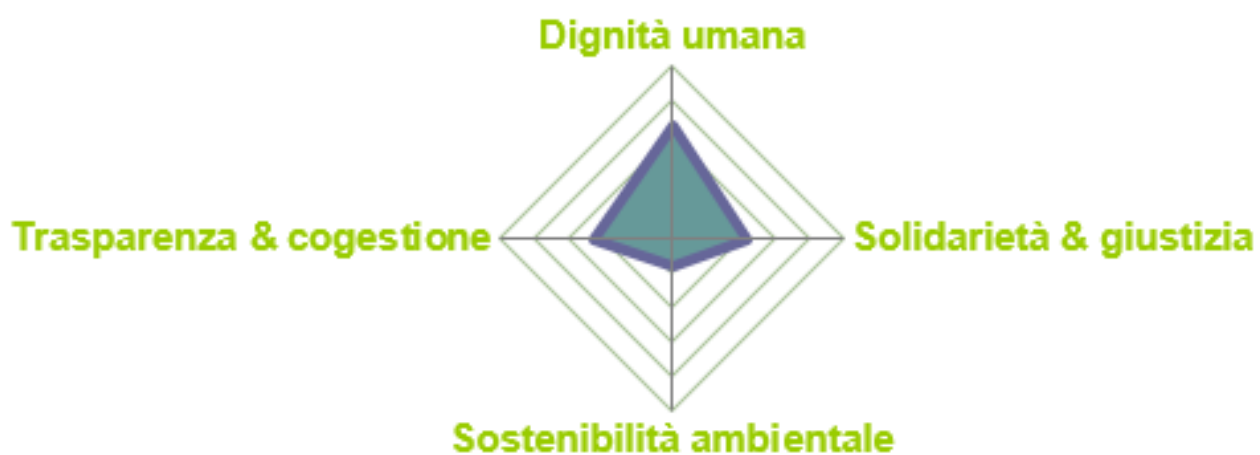 Dignità umana
Trasparenza & cogestione
Solidarietà & giustizia
Sostenibilità ambientale